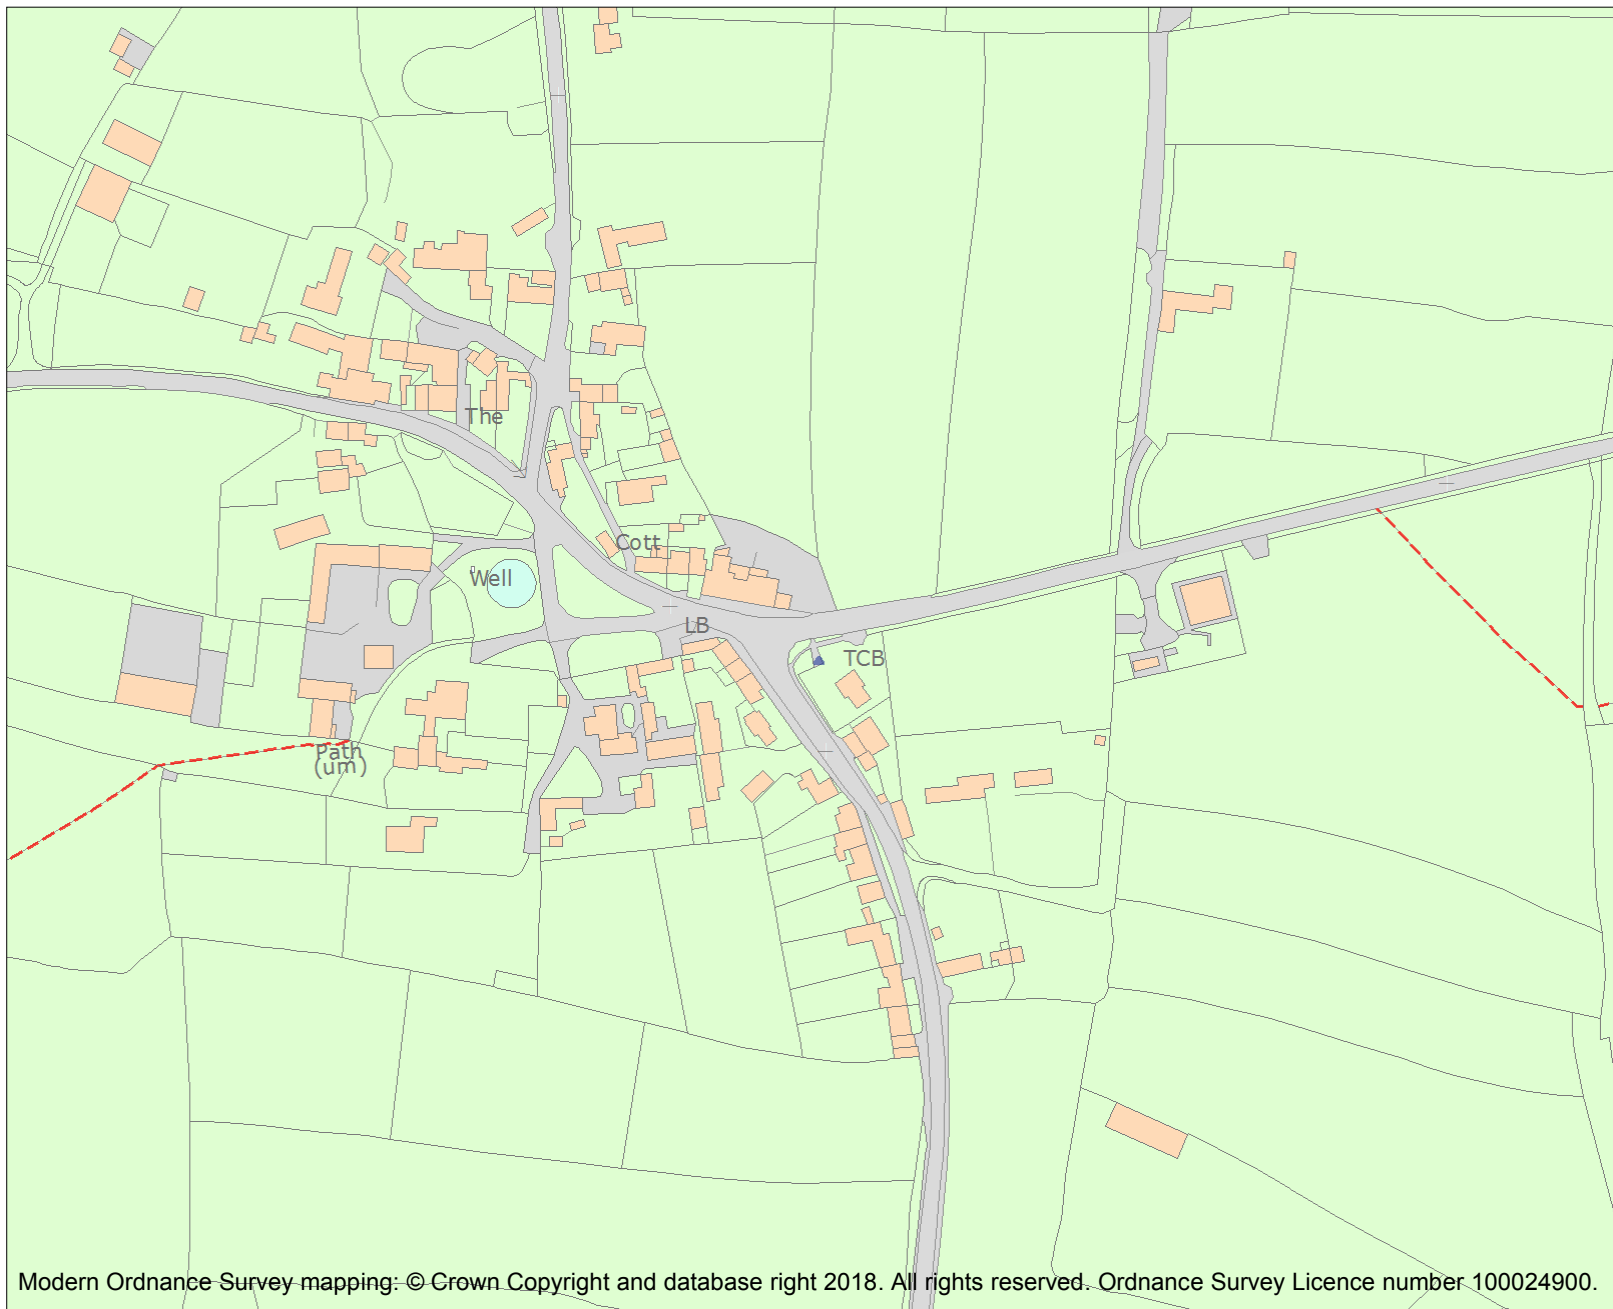 The
Cott
Well
LB
TCB
Path
(um)
Modern Ordnance Survey mapping: © Crown Copyright and database right 2018. All rights reserved. Ordnance Survey Licence number 100024900.